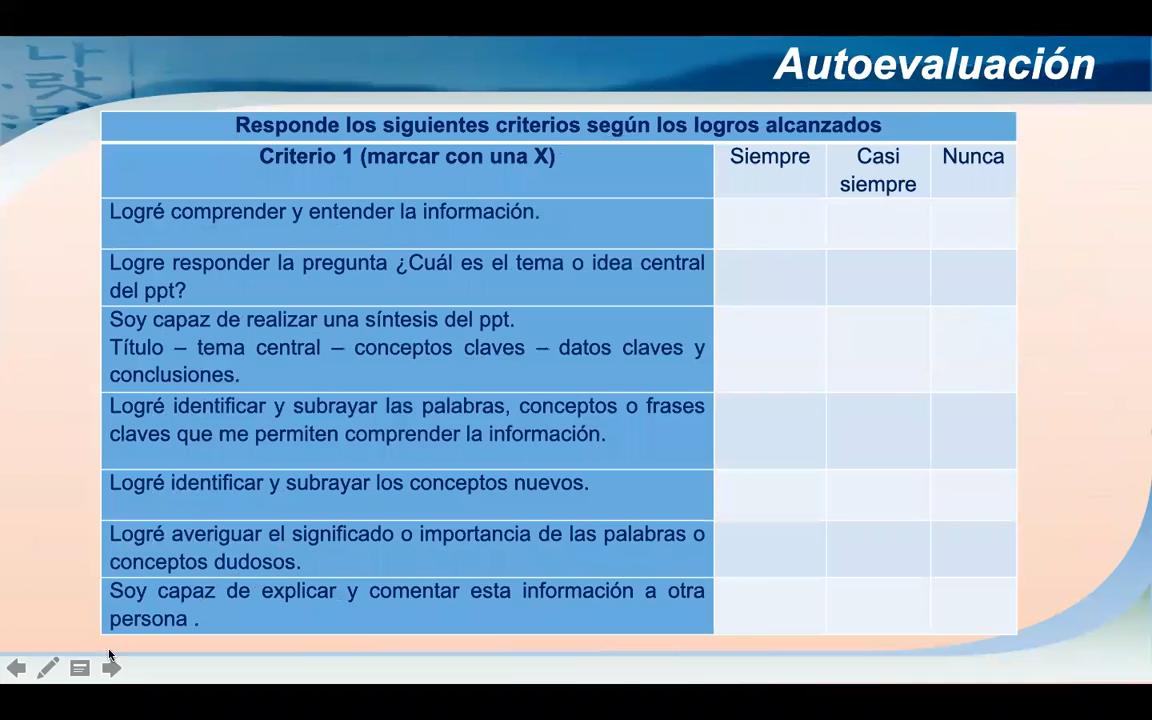 나
랏
Autoevaluación
Responde los siguientes criterios según los logros alcanzados
Criterio 1 (marcar con una X)
Siempre
Casi
siempre
Nunca
Logré comprender y entender la información.
Logre responder la pregunta ¿Cuál es el tema o idea central
del ppt?
Soy capaz de realizar una síntesis del ppt.
Título – tema central – conceptos claves – datos claves y
conclusiones.
Logré identificar y subrayar las palabras, conceptos o frases
claves que me permiten comprender la información.
Logré identificar y subrayar los conceptos nuevos.
Logré averiguar el significado o importancia de las palabras o
conceptos dudosos.
Soy capaz de explicar y comentar esta información a otra
persona .